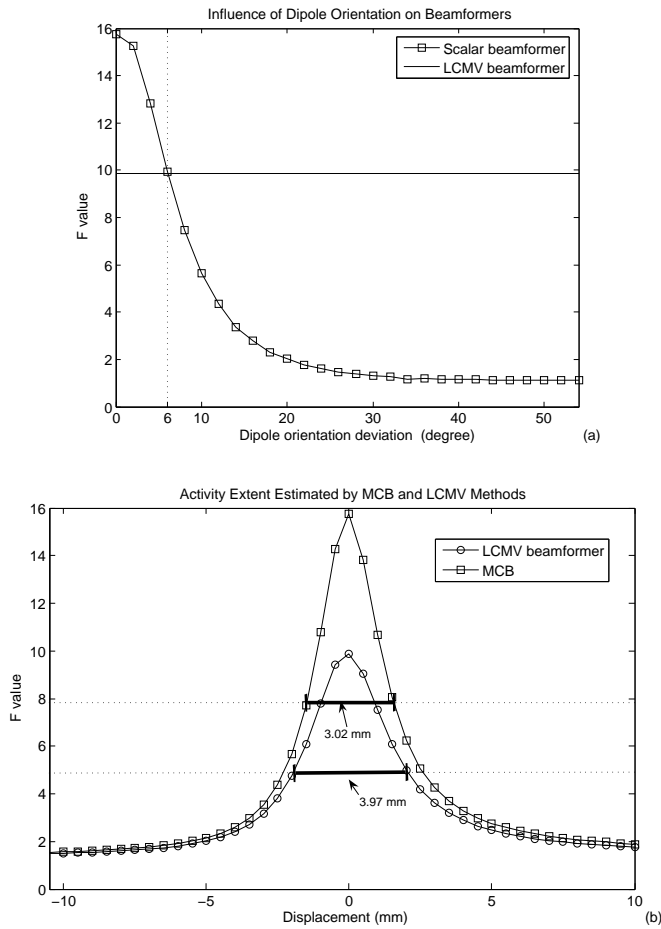 Influence of Dipole Orientation on Beamformers
16
14
12
10
8
6
4
2
0
F value
Scalar beamformer
LCMV beamformer
0 6 10 20 30 40 50
Dipole orientation deviation (degree)
(a)
Activity Extent Estimated by MCB and LCMV Methods
16
14
12
10
8
6
4
2
0
F value
LCMV beamformer
MCB
3.02 mm
3.97 mm
−10 −5 0 5 10
Displacement (mm)
(b)